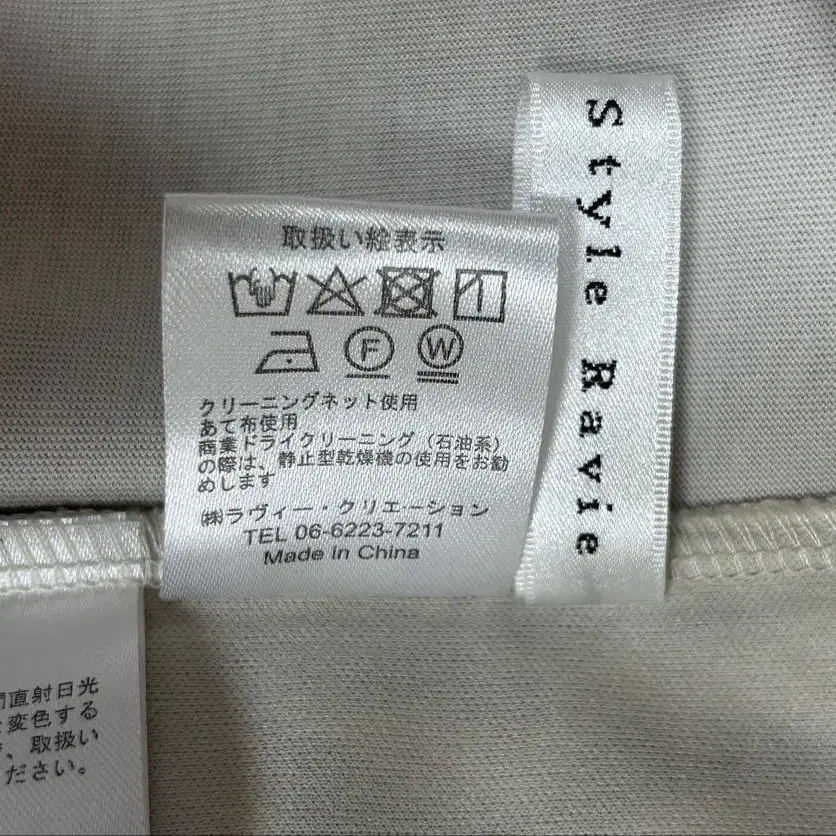 取扱い絵表示
F
W
クリーニングネット使用
あて布使用
商業ドライクリーニング（石油系）
の際は、静止型乾燥機の使用をお勧
めします
㈱ラヴィー・クリエーション
TEL 06-6223-7211
Made In China
Style Ravie
直射日光
変色する
、取扱い
ださい。